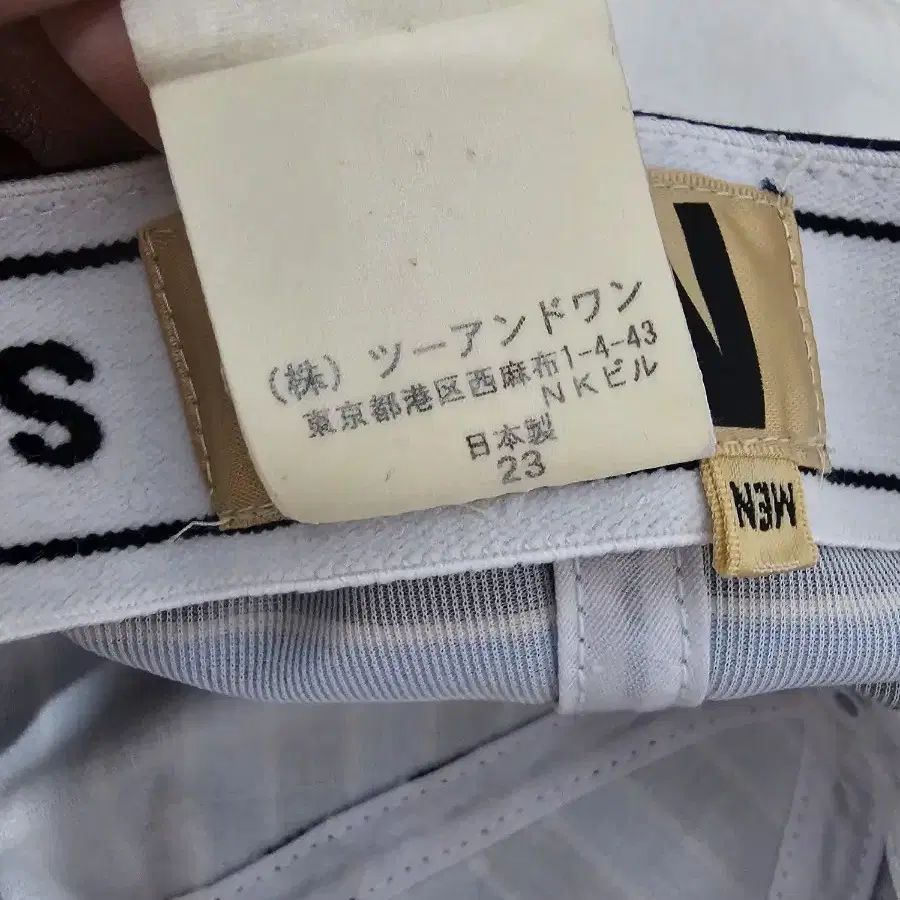 (株)ツーアンドワン
東京都港区西麻布1-4-43
NKビル
日本製
23
S
N
MEN